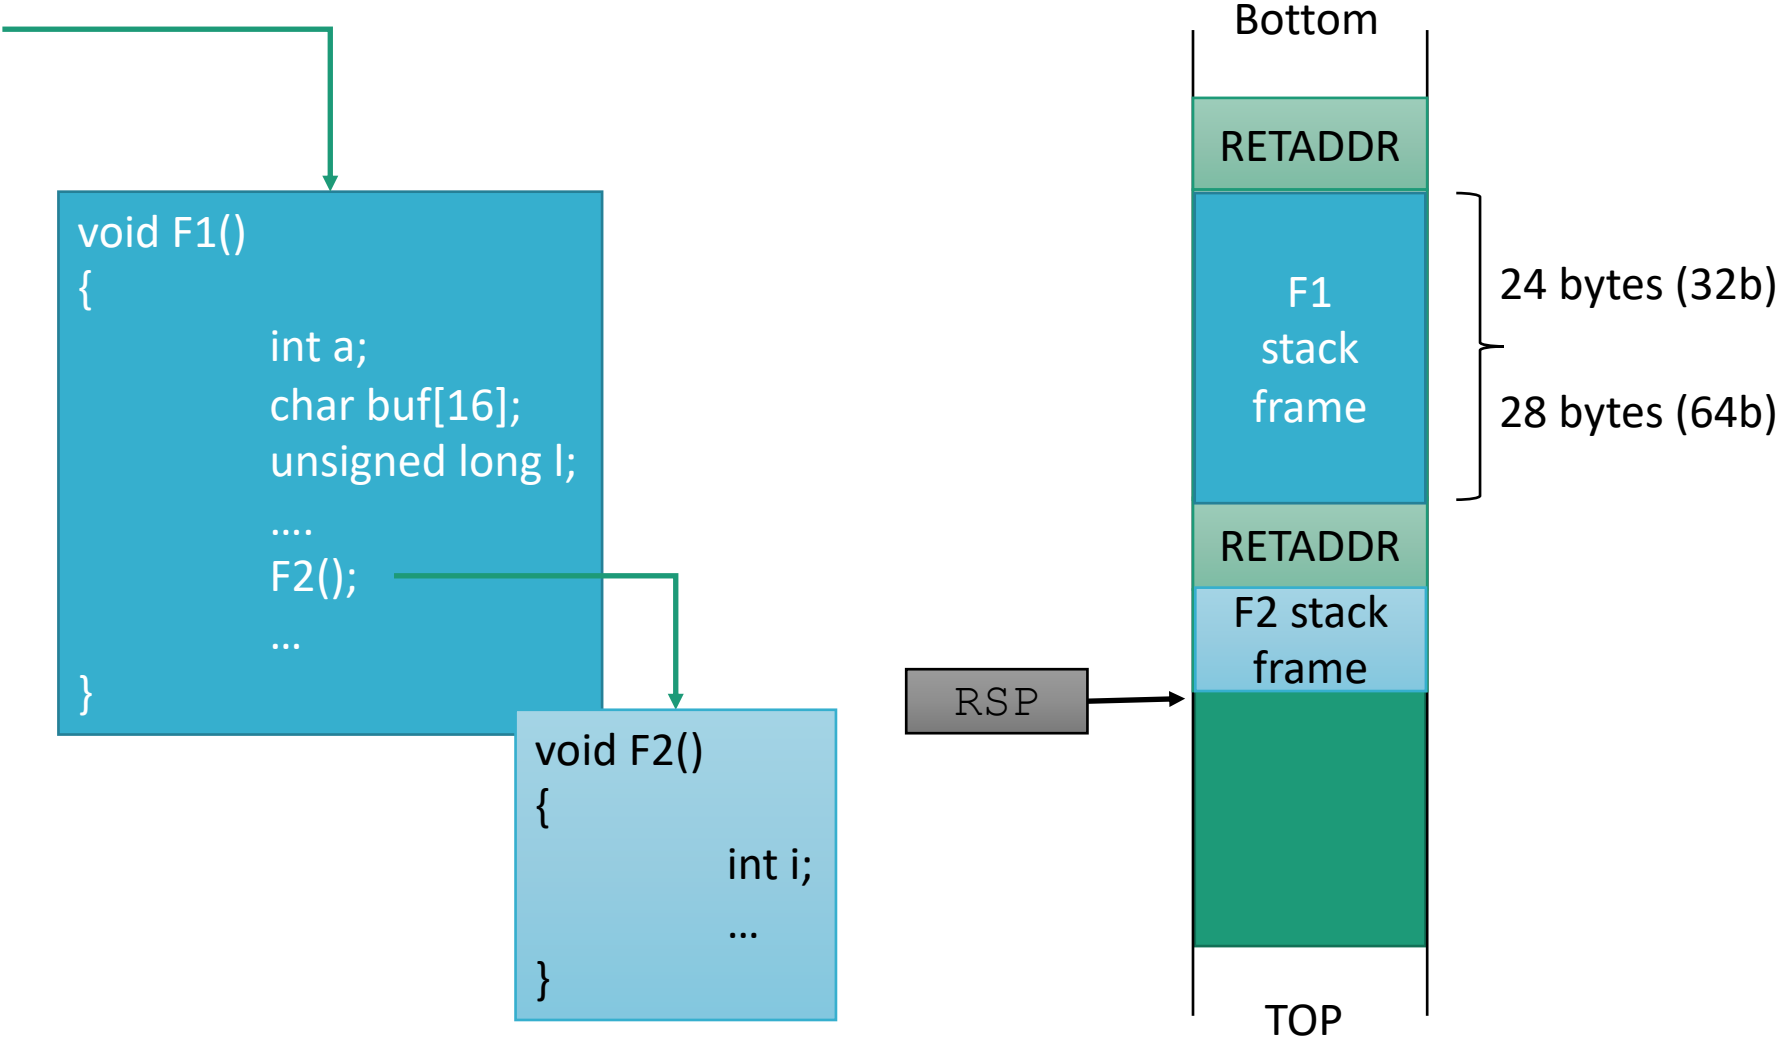 void F1()
{
int a;
char buf[16];
unsigned long l;
....
F2();
...
}
void F2()
{
int i;
...
}
RSP
Bottom
RETADDR
F1
stack
frame
RETADDR
F2 stack
frame
TOP
24 bytes (32b)
28 bytes (64b)